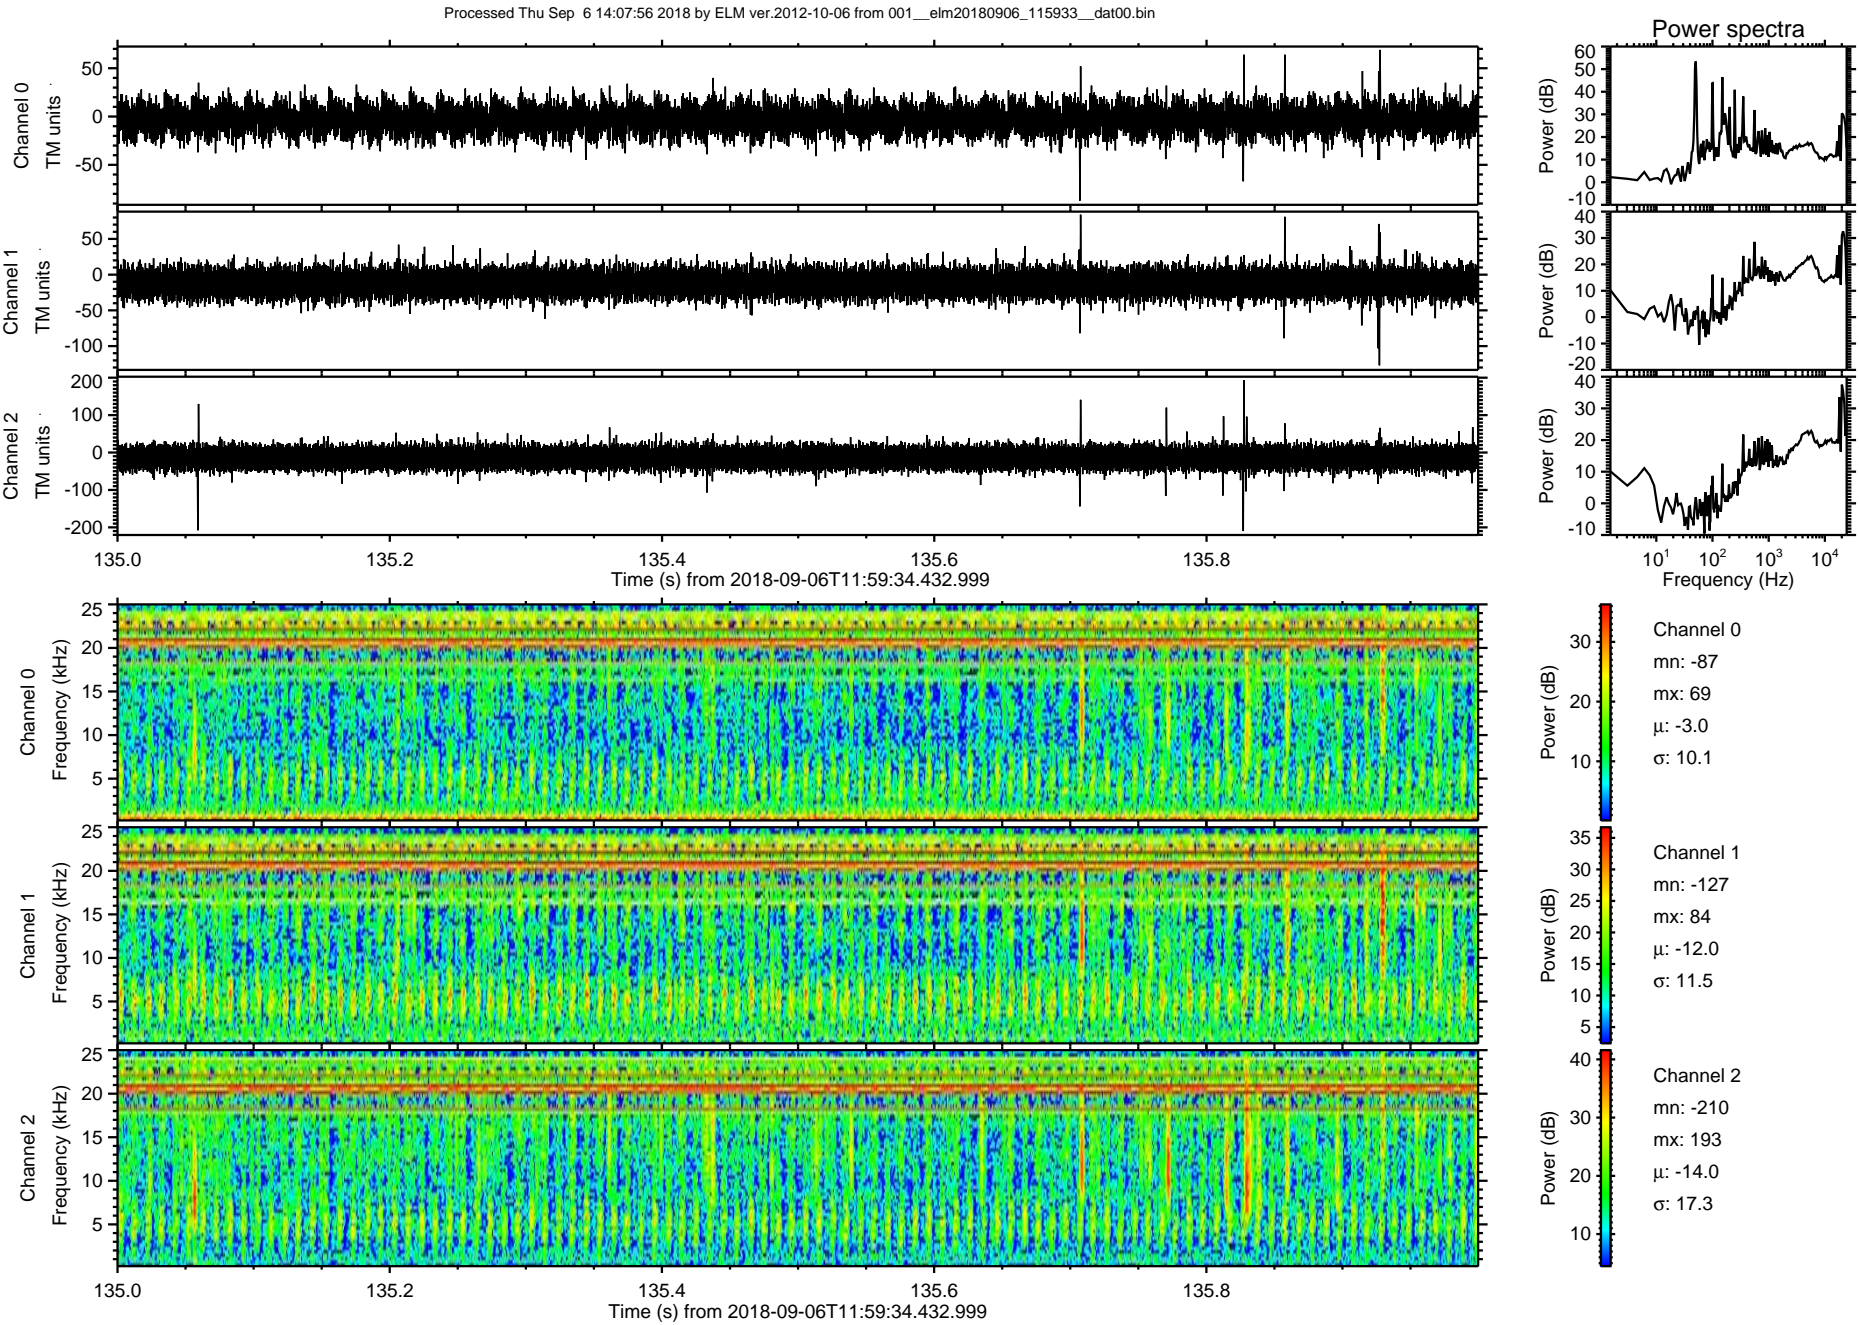 Processed Thu Sep 6 14:07:56 2018 by ELM ver.2012-10-06 from 001__elm20180906_115933__dat00.bin
Power spectra
Channel 0
TM units
50
0
-50
Power (dB)
60
50
40
30
20
10
0
-10
Channel 1
TM units
50
0
-50
-100
Power (dB)
40
30
20
10
0
-10
-20
Channel 2
TM units
200
100
0
-100
-200
Power (dB)
40
30
20
10
0
-10
135.0 135.2 135.4 135.6 135.8
Time (s) from 2018-09-06T11:59:34.432.999
10¹ 10² 10³ 10⁴
Frequency (Hz)
Channel 0
Frequency (kHz)
25
20
15
10
5
Power (dB)
30
20
10
Channel 0
mn: -87
mx: 69
μ: -3.0
σ: 10.1
Channel 1
Frequency (kHz)
25
20
15
10
5
Power (dB)
35
30
25
20
15
10
5
Channel 1
mn: -127
mx: 84
μ: -12.0
σ: 11.5
Channel 2
Frequency (kHz)
25
20
15
10
5
Power (dB)
40
30
20
10
Channel 2
mn: -210
mx: 193
μ: -14.0
σ: 17.3
135.0 135.2 135.4 135.6 135.8
Time (s) from 2018-09-06T11:59:34.432.999